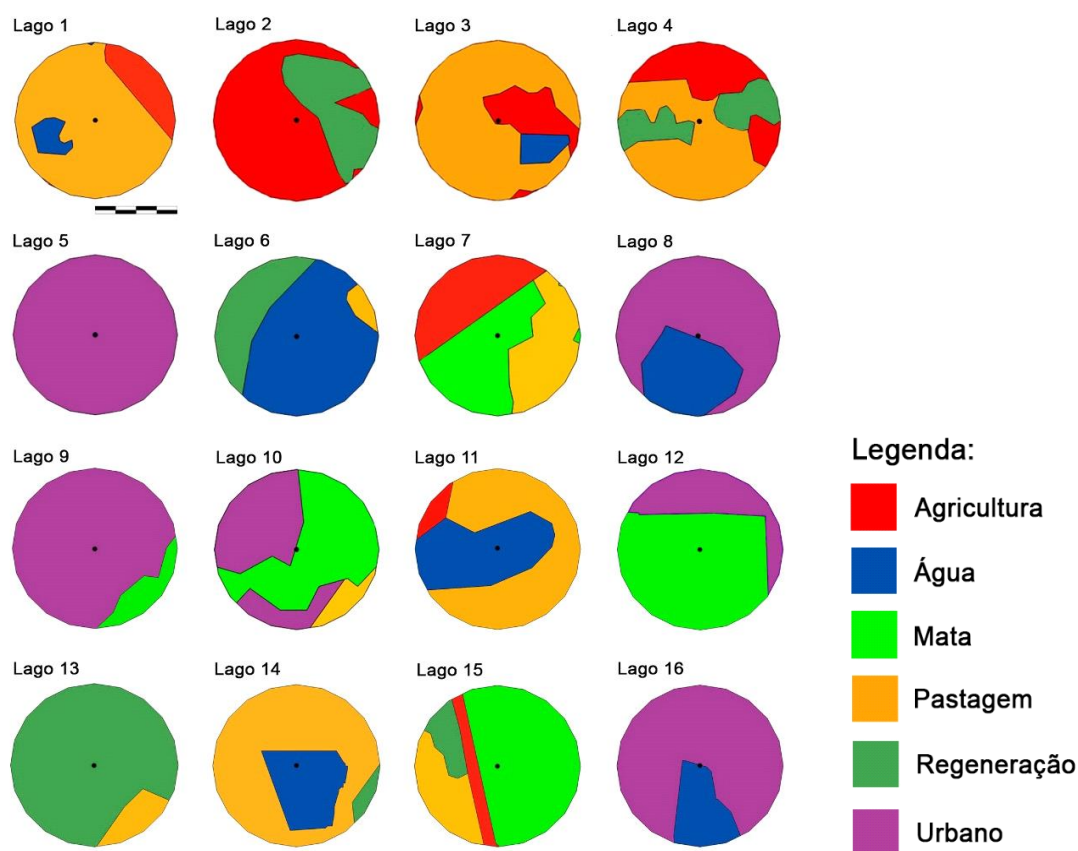 Lago 1
Lago 2
Lago 3
Lago 4
Lago 5
Lago 6
Lago 7
Lago 8
Lago 9
Lago 10
Lago 11
Lago 12
Lago 13
Lago 14
Lago 15
Lago 16
Legenda:
Agricultura
Água
Mata
Pastagem
Regeneração
Urbano